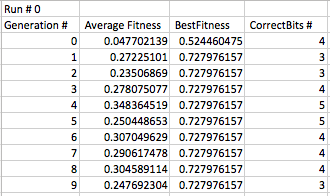 Run # 0
Generation # Average Fitness BestFitness CorrectBits #
0 0.047702139 0.524460475 4
1 0.27225101 0.727976157 3
2 0.23506869 0.727976157 3
3 0.278075077 0.727976157 4
4 0.348364519 0.727976157 5
5 0.250448653 0.727976157 5
6 0.307049629 0.727976157 4
7 0.290617478 0.727976157 4
8 0.304589114 0.727976157 4
9 0.247692304 0.727976157 3